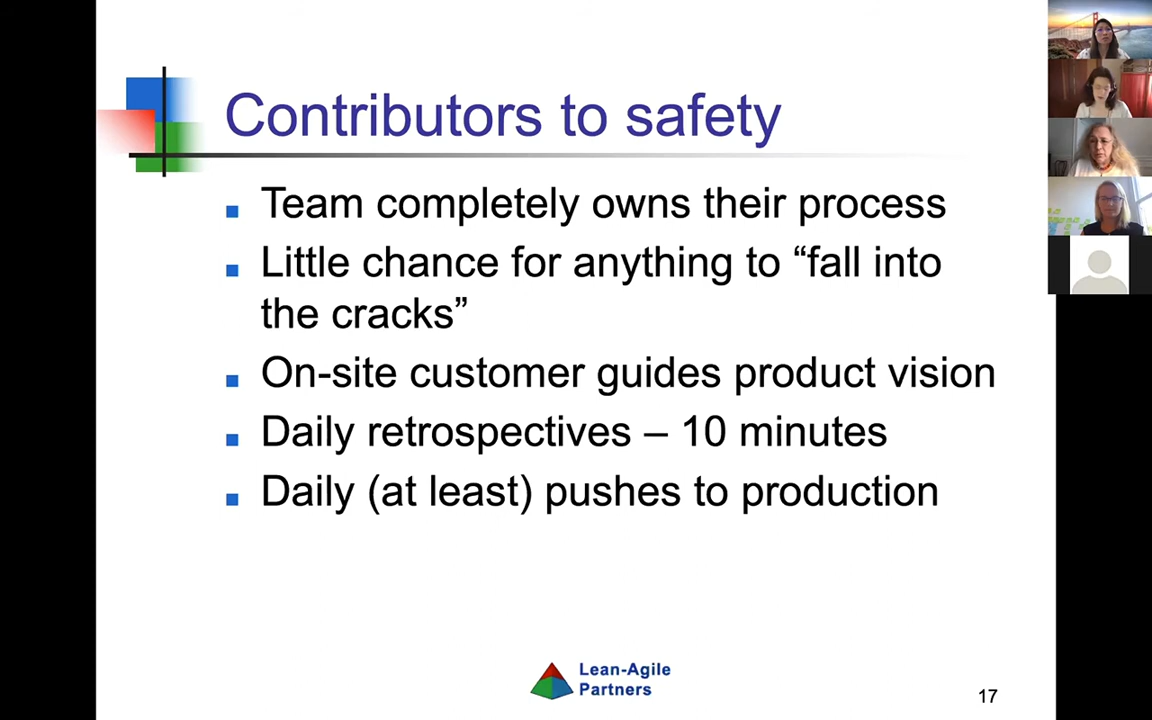 Contributors to safety
Team completely owns their process
Little chance for anything to “fall into
the cracks”
On-site customer guides product vision
Daily retrospectives – 10 minutes
Daily (at least) pushes to production
Lean-Agile
Partners
17